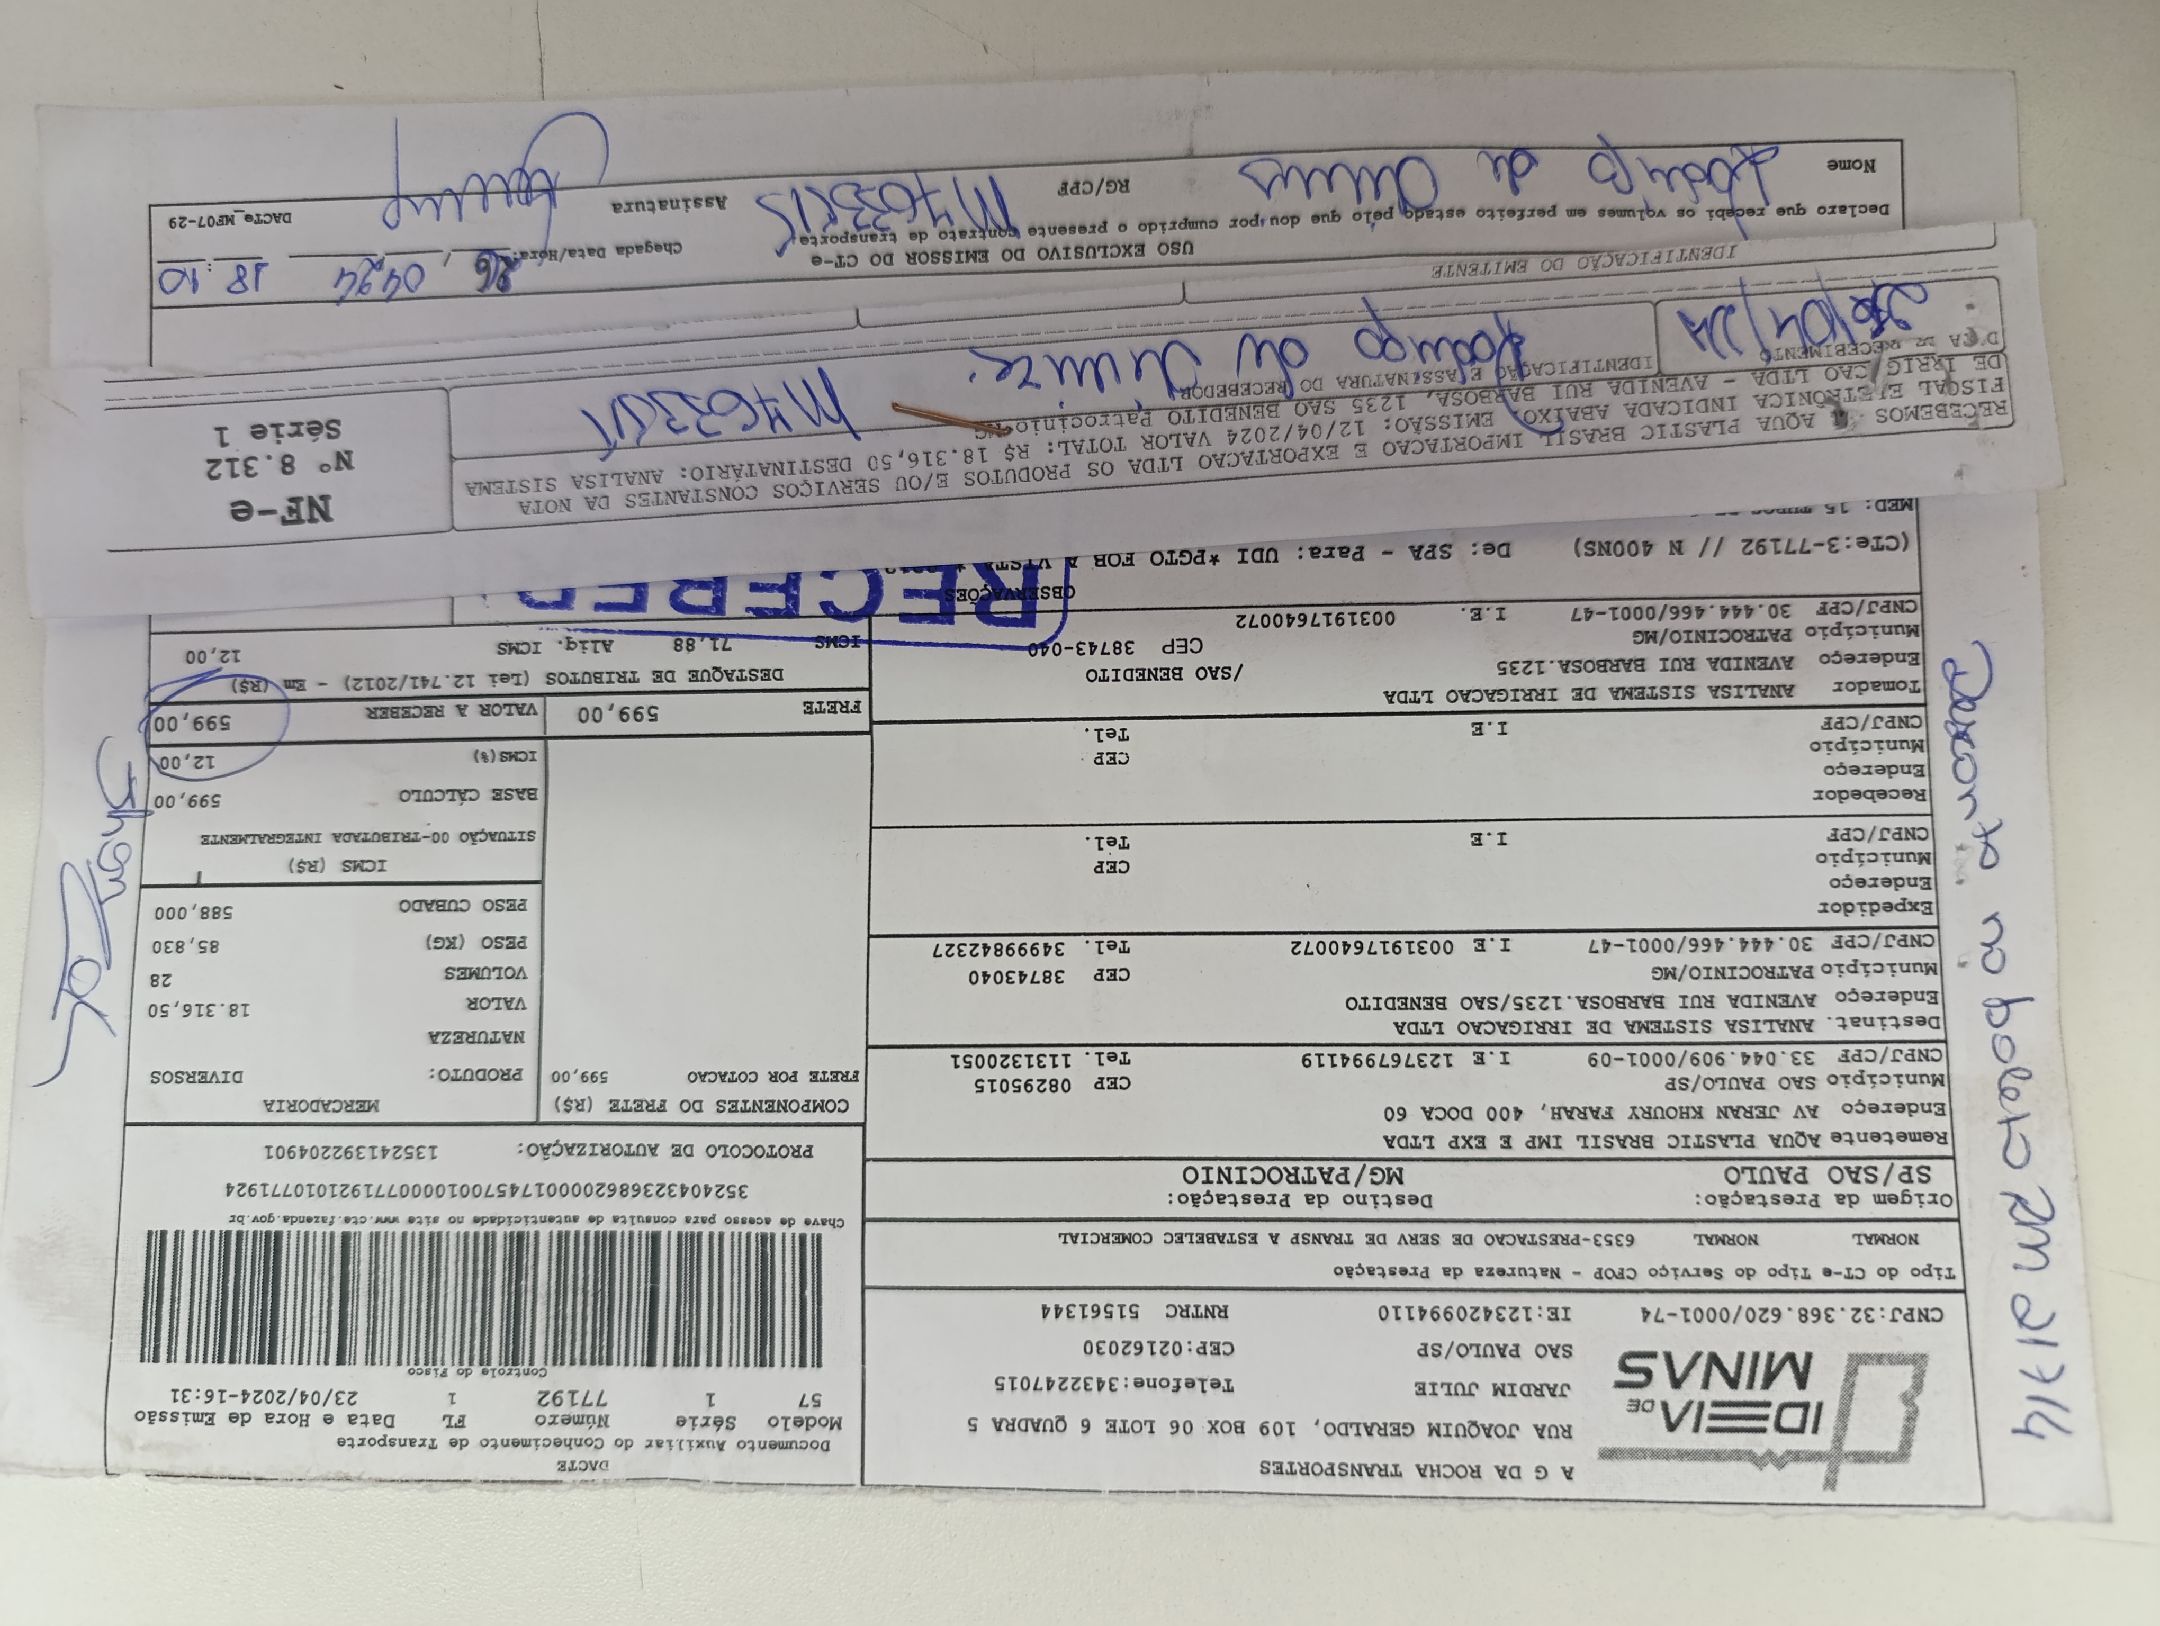 IDEIA DE
MINAS
A G DA ROCHA TRANSPORTES
RUA JOAQUIM GERALDO, 109 BOX 06 LOTE 6 QUADRA 5
JARDIM JULIE Telefone:3432247015
SAO PAULO/SP CEP:02162030
CNPJ:32.368.620/0001-74 IE:123420994110 RNTRC 51561344
DACTE
Documento Auxiliar do Conhecimento de Transporte
Modelo Série Número FL Data e Hora de Emissão
57 1 77192 1 23/04/2024-16:31
Controle do Fisco
Chave de acesso para consulta de autenticidade no site www.cte.fazenda.gov.br
35240432368620000174570010000771921010771924
PROTOCOLO DE AUTORIZAÇÃO: 135241392204901
Tipo do CT-e Tipo do Serviço CFOP - Natureza da Prestação
NORMAL NORMAL 6353-PRESTACAO DE SERV DE TRANSP A ESTABELEC COMERCIAL
Origem da Prestação: Destino da Prestação:
SP/SAO PAULO MG/PATROCINIO
Remetente AQUA PLASTIC BRASIL IMP E EXP LTDA
Endereço AV JERAN KHOURY FARAH, 400 DOCA 60
Município SAO PAULO/SP CEP 08295015
CNPJ/CPF 33.044.909/0001-09 I.E 123767994119 Tel. 1131320051
Destinat. ANALISA SISTEMA DE IRRIGACAO LTDA
Endereço AVENIDA RUI BARBOSA.1235/SAO BENEDITO
Município PATROCINIO/MG CEP 38743040
CNPJ/CPF 30.444.466/0001-47 I.E 0031917640072 Tel. 34999842327
Expedidor
Endereço
Município CEP
CNPJ/CPF I.E Tel.
Recebedor
Endereço
Município CEP
CNPJ/CPF I.E Tel.
Tomador ANALISA SISTEMA DE IRRIGACAO LTDA
Endereço AVENIDA RUI BARBOSA.1235 /SAO BENEDITO
Município PATROCINIO/MG CEP 38743-040
CNPJ/CPF 30.444.466/0001-47 I.E. 0031917640072
OBSERVAÇÕES
(CTe:3-77192 // N 400NS) De: SPA - Para: UDI *PGTO FOR A VISTA
MED: 15
COMPONENTES DO FRETE (R$)
FRETE POR COTACAO 599,00
MERCADORIA
PRODUTO: DIVERSOS
NATUREZA
VALOR 18.316,50
VOLUMES 28
PESO (KG) 85,830
PESO CUBADO 588,000
ICMS (R$)
SITUAÇÃO 00-TRIBUTADA INTEGRALMENTE
BASE CÁLCULO 599,00
ICMS(%) 12,00
FRETE 599,00 VALOR A RECEBER 599,00
DESTAQUE DE TRIBUTOS (Lei 12.741/2012) - Em (R$)
ICMS 71,88 Aliq. ICMS 12,00
NF-e
Nº 8.312
Série 1
RECEBEMOS AQUA PLASTIC BRASIL IMPORTACAO E EXPORTACAO LTDA OS PRODUTOS E/OU SERVIÇOS CONSTANTES DA NOTA
FISCAL ELETRÔNICA INDICADA ABAIXO. EMISSÃO: 12/04/2024 VALOR TOTAL: R$ 18.316,50 DESTINATÁRIO: ANALISA SISTEMA
DE IRRIGACAO LTDA - AVENIDA RUI BARBOSA, 1235 SAO BENEDITO Patrocinio
DATA DE RECEBIMENTO IDENTIFICAÇÃO E ASSINATURA DO RECEBEDOR
26/04/24
IDENTIFICAÇÃO DO EMITENTE
USO EXCLUSIVO DO EMISSOR DO CT-e
Declaro que recebi os volumes em perfeito estado pelo que dou por cumprido o presente contrato de transporte
Nome RG/CPF Assinatura
Chegada Data/Hora: 26 04 24 18:10
DACTe_MF07-29
Desconto no boleto